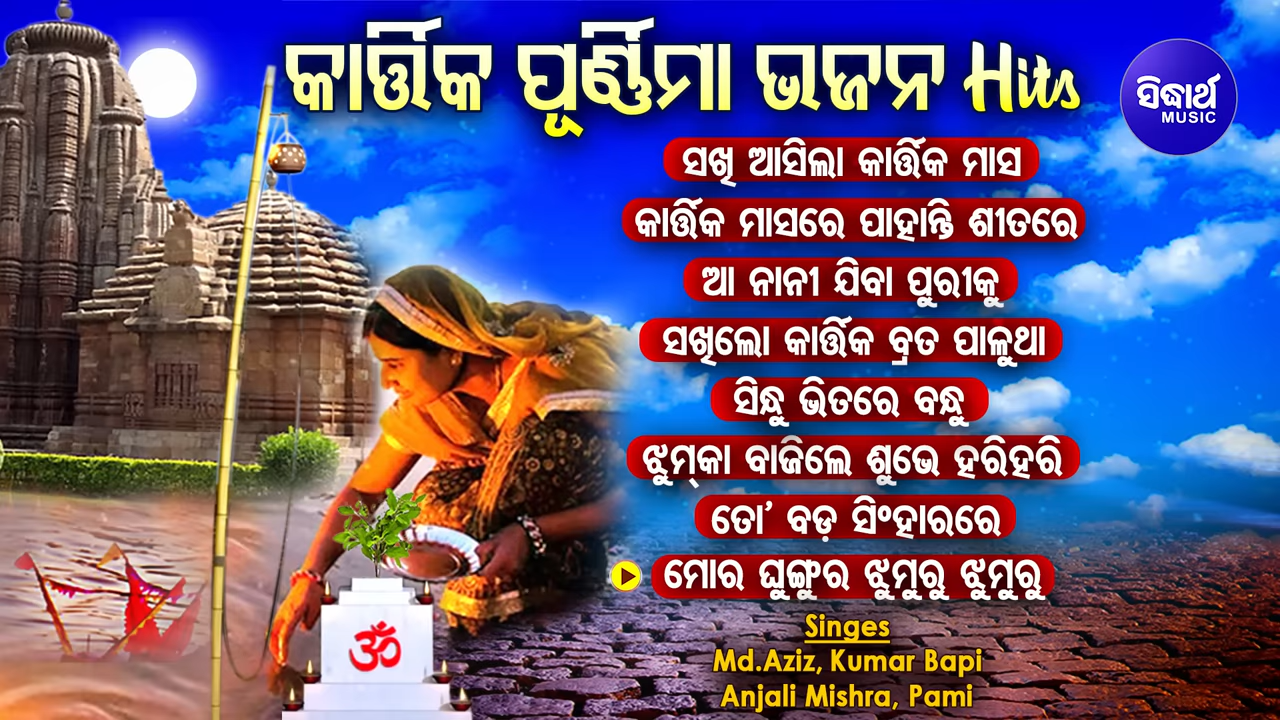 କାର୍ତ୍ତିକ ପୂର୍ଣ୍ଣିମା ଭଜନ Hits
ସିଦ୍ଧାର୍ଥ
MUSIC
ସଖି ଆସିଲା କାର୍ତ୍ତିକ ମାସ
କାର୍ତ୍ତିକ ମାସରେ ପାହାନ୍ତି ଶୀତରେ
ଆ ନାନୀ ଯିବା ପୁରୀକୁ
ସଖିଲୋ କାର୍ତ୍ତିକ ବ୍ରତ ପାଳୁଥା
ସିନ୍ଧୁ ଭିତରେ ବନ୍ଧୁ
ଝୁମ୍‌କା ବାଜିଲେ ଶୁଭେ ହରିହରି
ତୋ' ବଡ଼ ସିଂହାରରେ
ମୋର ଘୁଙ୍ଗୁର ଝୁମୁରୁ ଝୁମୁରୁ
ॐ
Singes
Md.Aziz, Kumar Bapi
Anjali Mishra, Pami